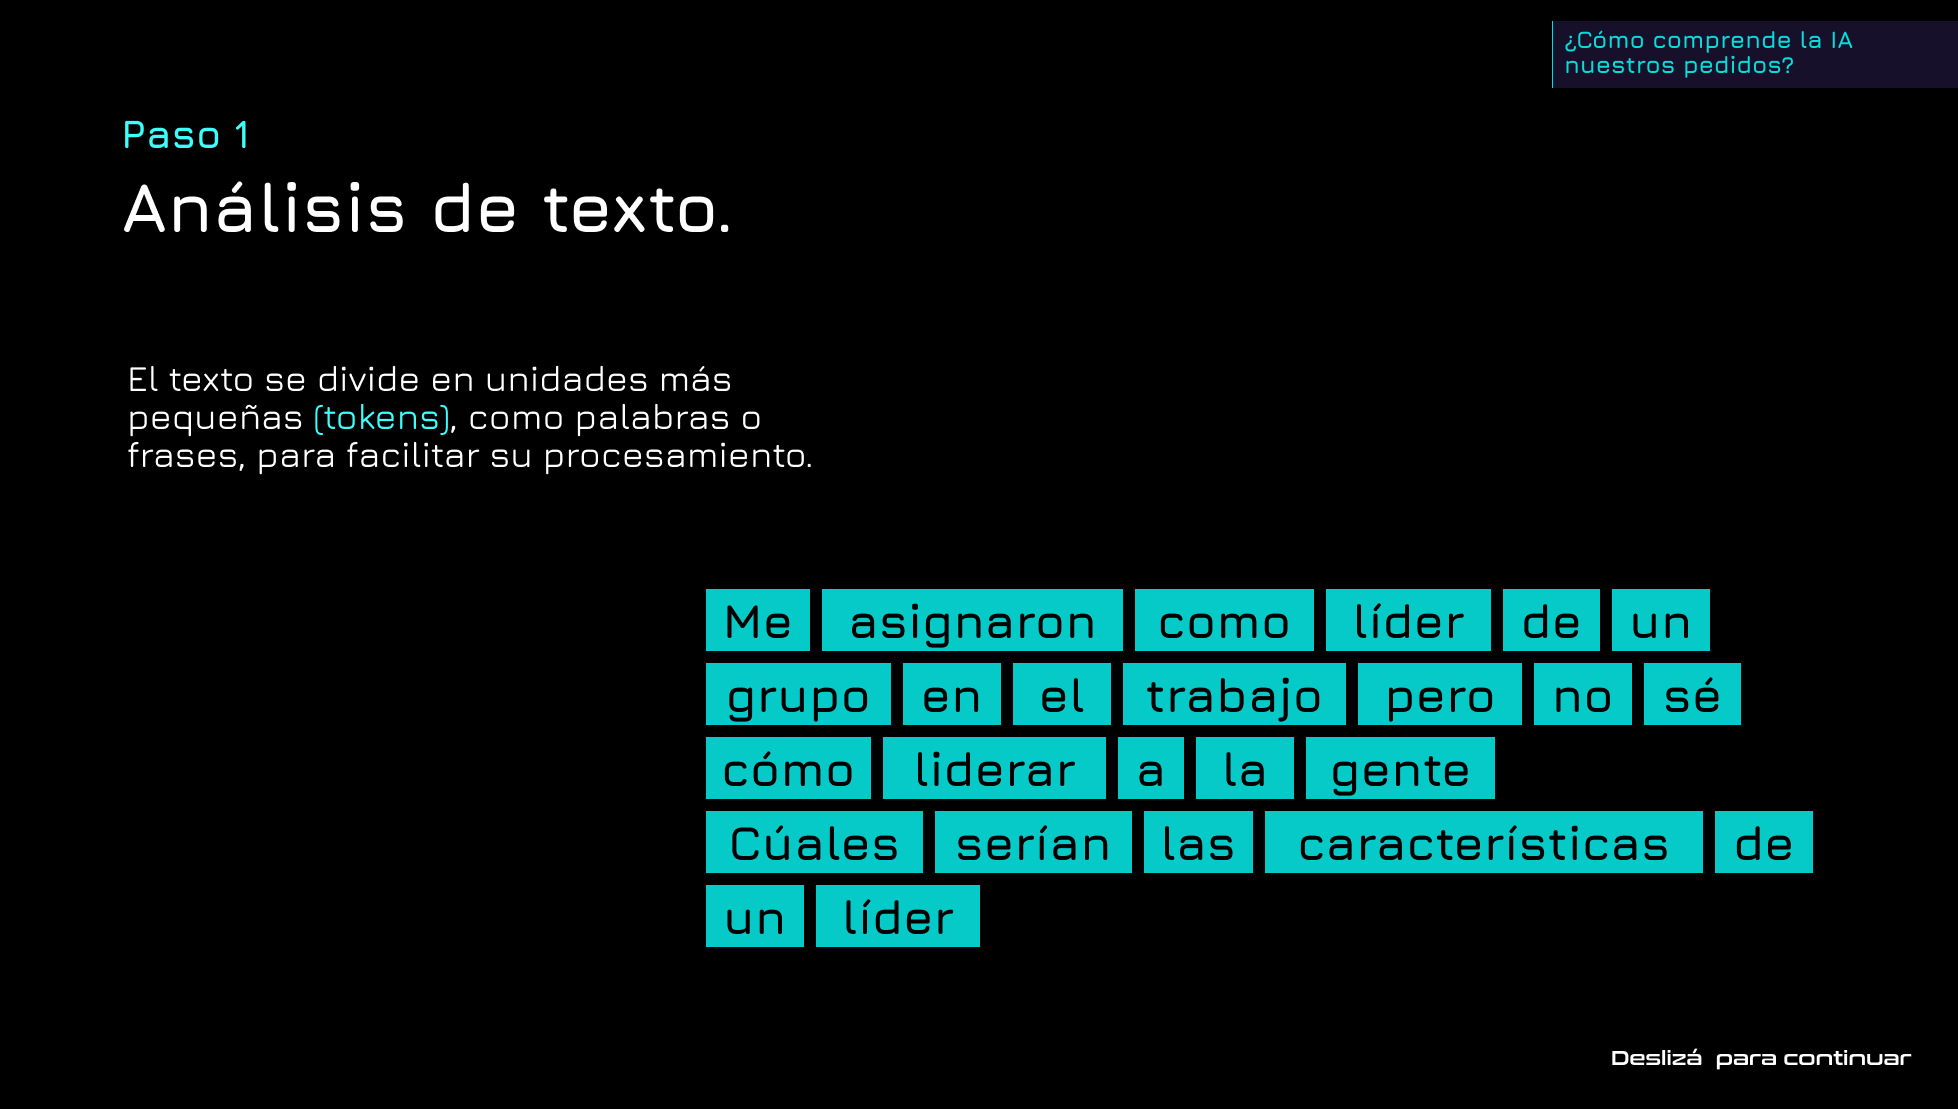 ¿Cómo comprende la IA
nuestros pedidos?
Paso 1
Análisis de texto.
El texto se divide en unidades más
pequeñas (tokens), como palabras o
frases, para facilitar su procesamiento.
Me asignaron como líder de un
grupo en el trabajo pero no sé
cómo liderar a la gente
Cúales serían las características de
un líder
Deslizá para continuar